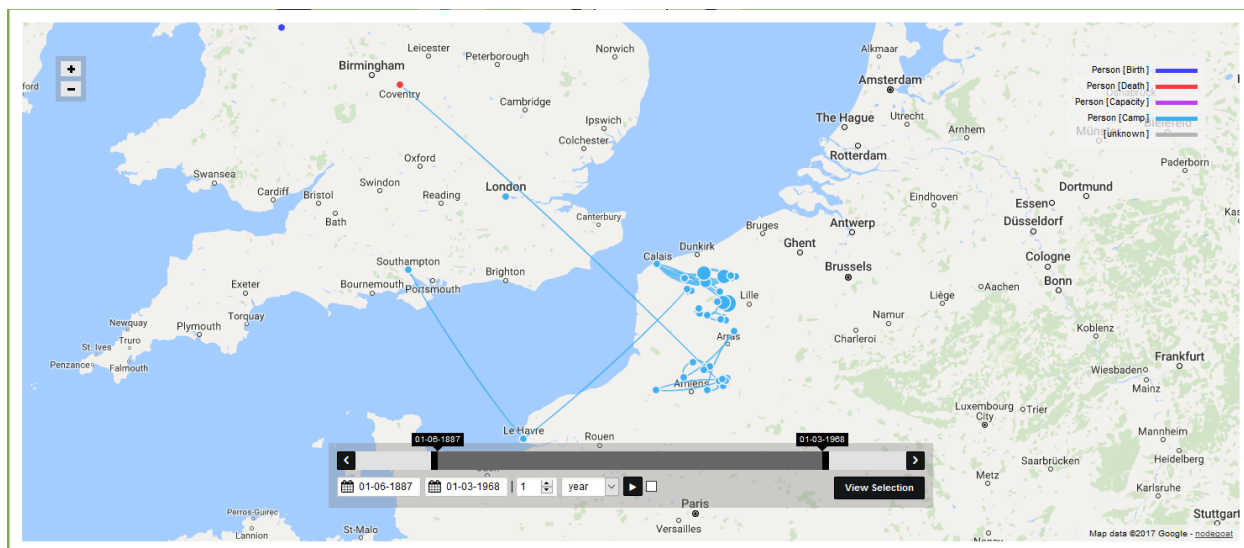 Leicester
Peterborough
Norwich
Birmingham
Coventry
Cambridge
Ipswich
Colchester
Oxford
Swansea
Cardiff
Bristol
Swindon
Reading
London
Bath
Canterbury
Southampton
Bournemouth
Portsmouth
Brighton
Exeter
Torquay
Newquay
Plymouth
Truro
St. Ives
Penzance
Falmouth
Alkmaar
Amsterdam
The Hague
Utrecht
Arnhem
Rotterdam
Person [Birth]
Person [Death]
Person [Capacity]
Person [Camp]
[unknown]
Osnabrück
Bielefeld
Münster
Paderborn
Eindhoven
Dortmund
Essen
Düsseldorf
Antwerp
Bruges
Ghent
Dunkirk
Calais
Brussels
Cologne
Bonn
Aachen
Lille
Liège
Namur
Charleroi
Koblenz
Arras
Amiens
Frankfurt
Wiesbaden
Mainz
Luxembourg
City
Trier
Mannheim
Heidelberg
Saarbrücken
Karlsruhe
Metz
Stuttgart
Nancy
Le Havre
Rouen
Caen
Paris
Versailles
Perros-Guirec
Lannion
St-Malo
01-06-1887
01-03-1968
01-06-1887 01-03-1968 | 1 year
View Selection
Map data ©2017 Google - nodegoat